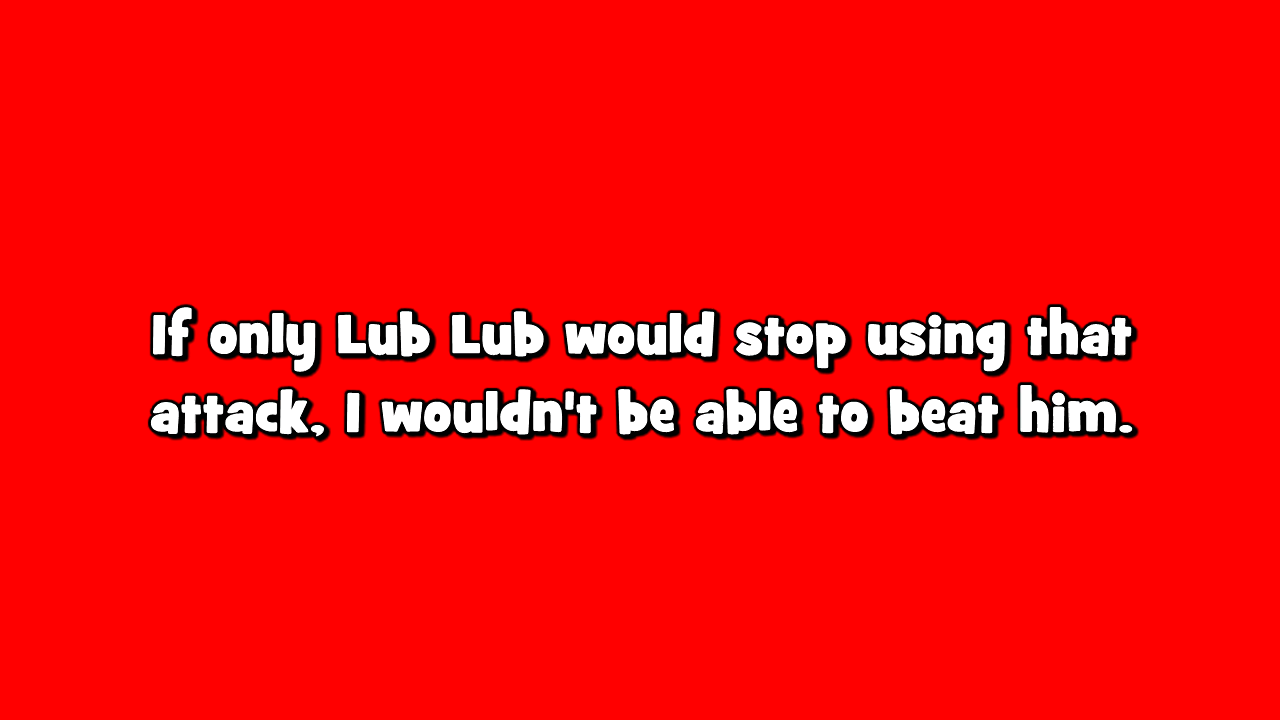 If only Lub Lub would stop using that
attack, I wouldn't be able to beat him.